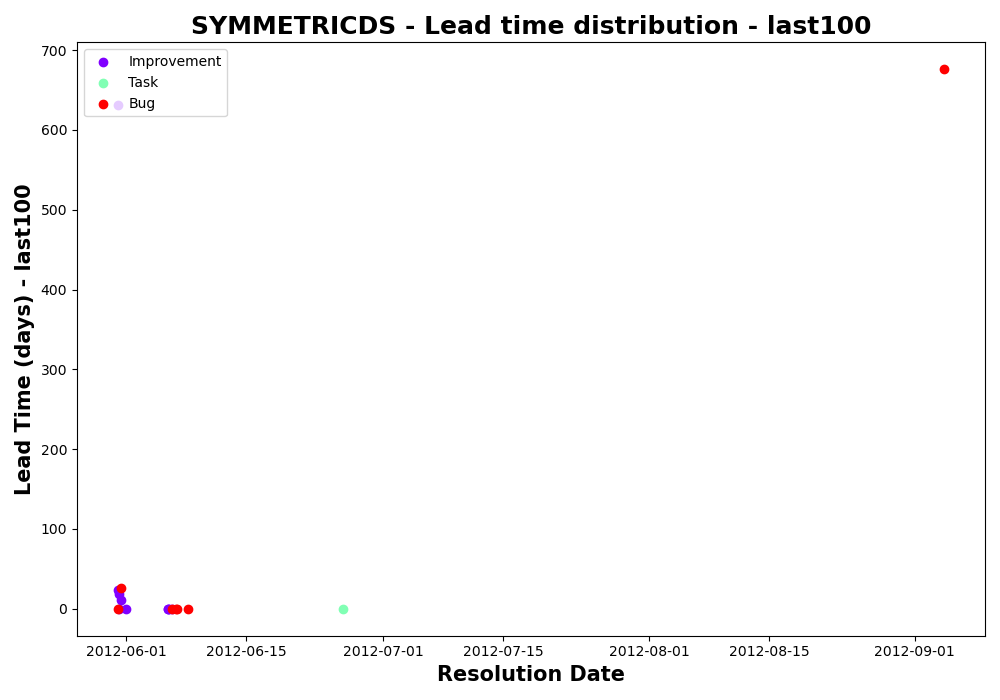 SYMMETRICDS - Lead time distribution - last100
Improvement
Task
Bug
Lead Time (days) - last100
700
600
500
400
300
200
100
0
2012-06-01
2012-06-15
2012-07-01
2012-07-15
2012-08-01
2012-08-15
2012-09-01
Resolution Date